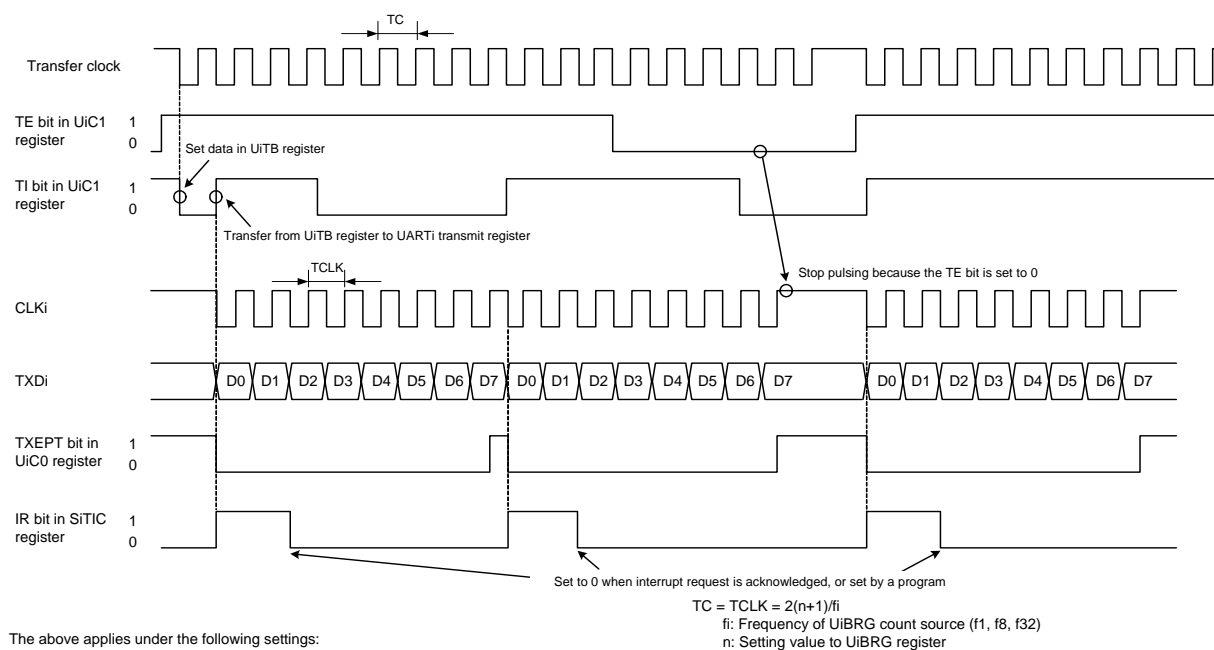 TC
Transfer clock
TE bit in UiC1
register
1
0
Set data in UiTB register
TI bit in UiC1
register
1
0
Transfer from UiTB register to UARTi transmit register
TCLK
Stop pulsing because the TE bit is set to 0
CLKi
TXDi
D0 D1 D2 D3 D4 D5 D6 D7 D0 D1 D2 D3 D4 D5 D6 D7 D0 D1 D2 D3 D4 D5 D6 D7
TXEPT bit in
UiC0 register
1
0
IR bit in SiTIC
register
1
0
Set to 0 when interrupt request is acknowledged, or set by a program
TC = TCLK = 2(n+1)/fi
fi: Frequency of UiBRG count source (f1, f8, f32)
n: Setting value to UiBRG register
The above applies under the following settings: